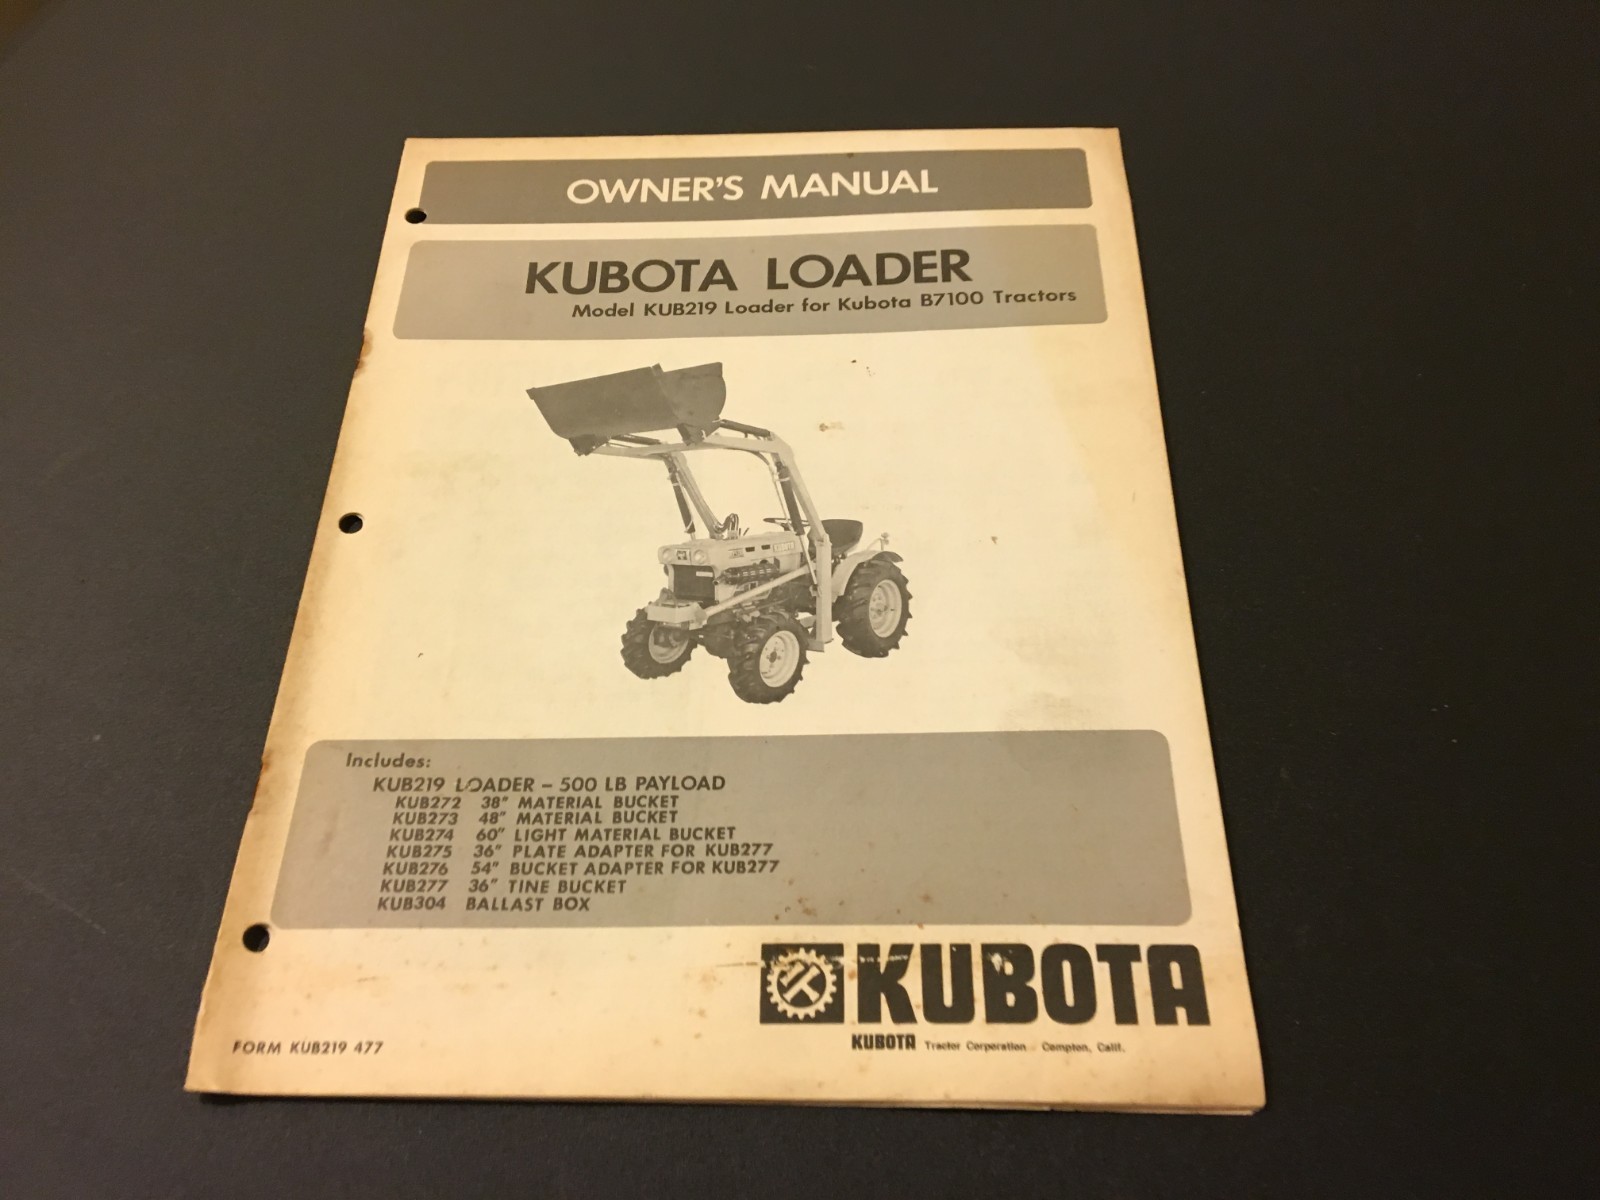 OWNER'S MANUAL
KUBOTA LOADER
Model KUB219 Loader for Kubota B7100 Tractors
KUBOTA
Includes:
KUB219 LOADER – 500 LB PAYLOAD
KUB272 38" MATERIAL BUCKET
KUB273 48" MATERIAL BUCKET
KUB274 60" LIGHT MATERIAL BUCKET
KUB275 36" PLATE ADAPTER FOR KUB277
KUB276 54" BUCKET ADAPTER FOR KUB277
KUB277 36" TINE BUCKET
KUB304 BALLAST BOX
KUBOTA
KUBOTA Tractor Corporation - Compton, Calif.
FORM KUB219 477